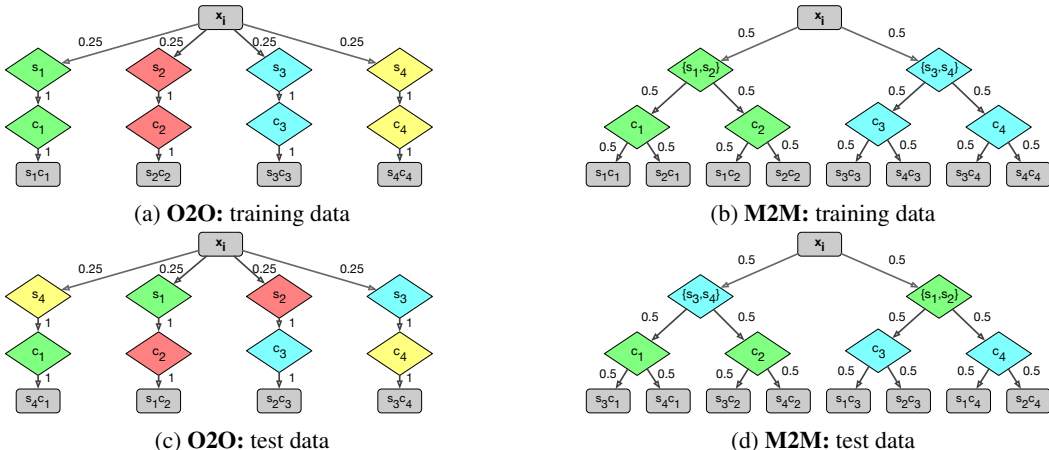 x_i
0.25 0.25 0.25 0.25
s_1 s_2 s_3 s_4
1 1 1 1
c_1 c_2 c_3 c_4
1 1 1 1
s_1c_1 s_2c_2 s_3c_3 s_4c_4
(a) O2O: training data
x_i
0.5 0.5
{s_1,s_2} {s_3,s_4}
0.5 0.5 0.5 0.5
c_1 c_2 c_3 c_4
0.5 0.5 0.5 0.5 0.5 0.5 0.5 0.5
s_1c_1 s_2c_1 s_1c_2 s_2c_2 s_3c_3 s_4c_3 s_3c_4 s_4c_4
(b) M2M: training data
x_i
0.25 0.25 0.25 0.25
s_4 s_1 s_2 s_3
1 1 1 1
c_1 c_2 c_3 c_4
1 1 1 1
s_4c_1 s_1c_2 s_2c_3 s_3c_4
(c) O2O: test data
x_i
0.5 0.5
{s_3,s_4} {s_1,s_2}
0.5 0.5 0.5 0.5
c_1 c_2 c_3 c_4
0.5 0.5 0.5 0.5 0.5 0.5 0.5 0.5
s_3c_1 s_4c_1 s_3c_2 s_4c_2 s_1c_3 s_2c_3 s_1c_4 s_2c_4
(d) M2M: test data